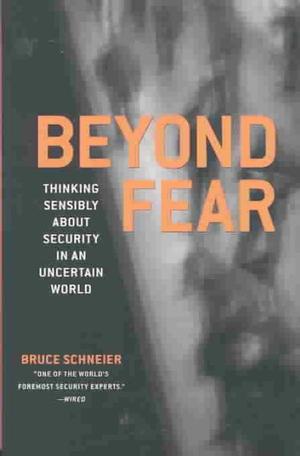 BEYOND
FEAR
THINKING
SENSIBLY
ABOUT
SECURITY
IN AN
UNCERTAIN
WORLD
BRUCE SCHNEIER
"ONE OF THE WORLD'S
FOREMOST SECURITY EXPERTS."
—WIRED